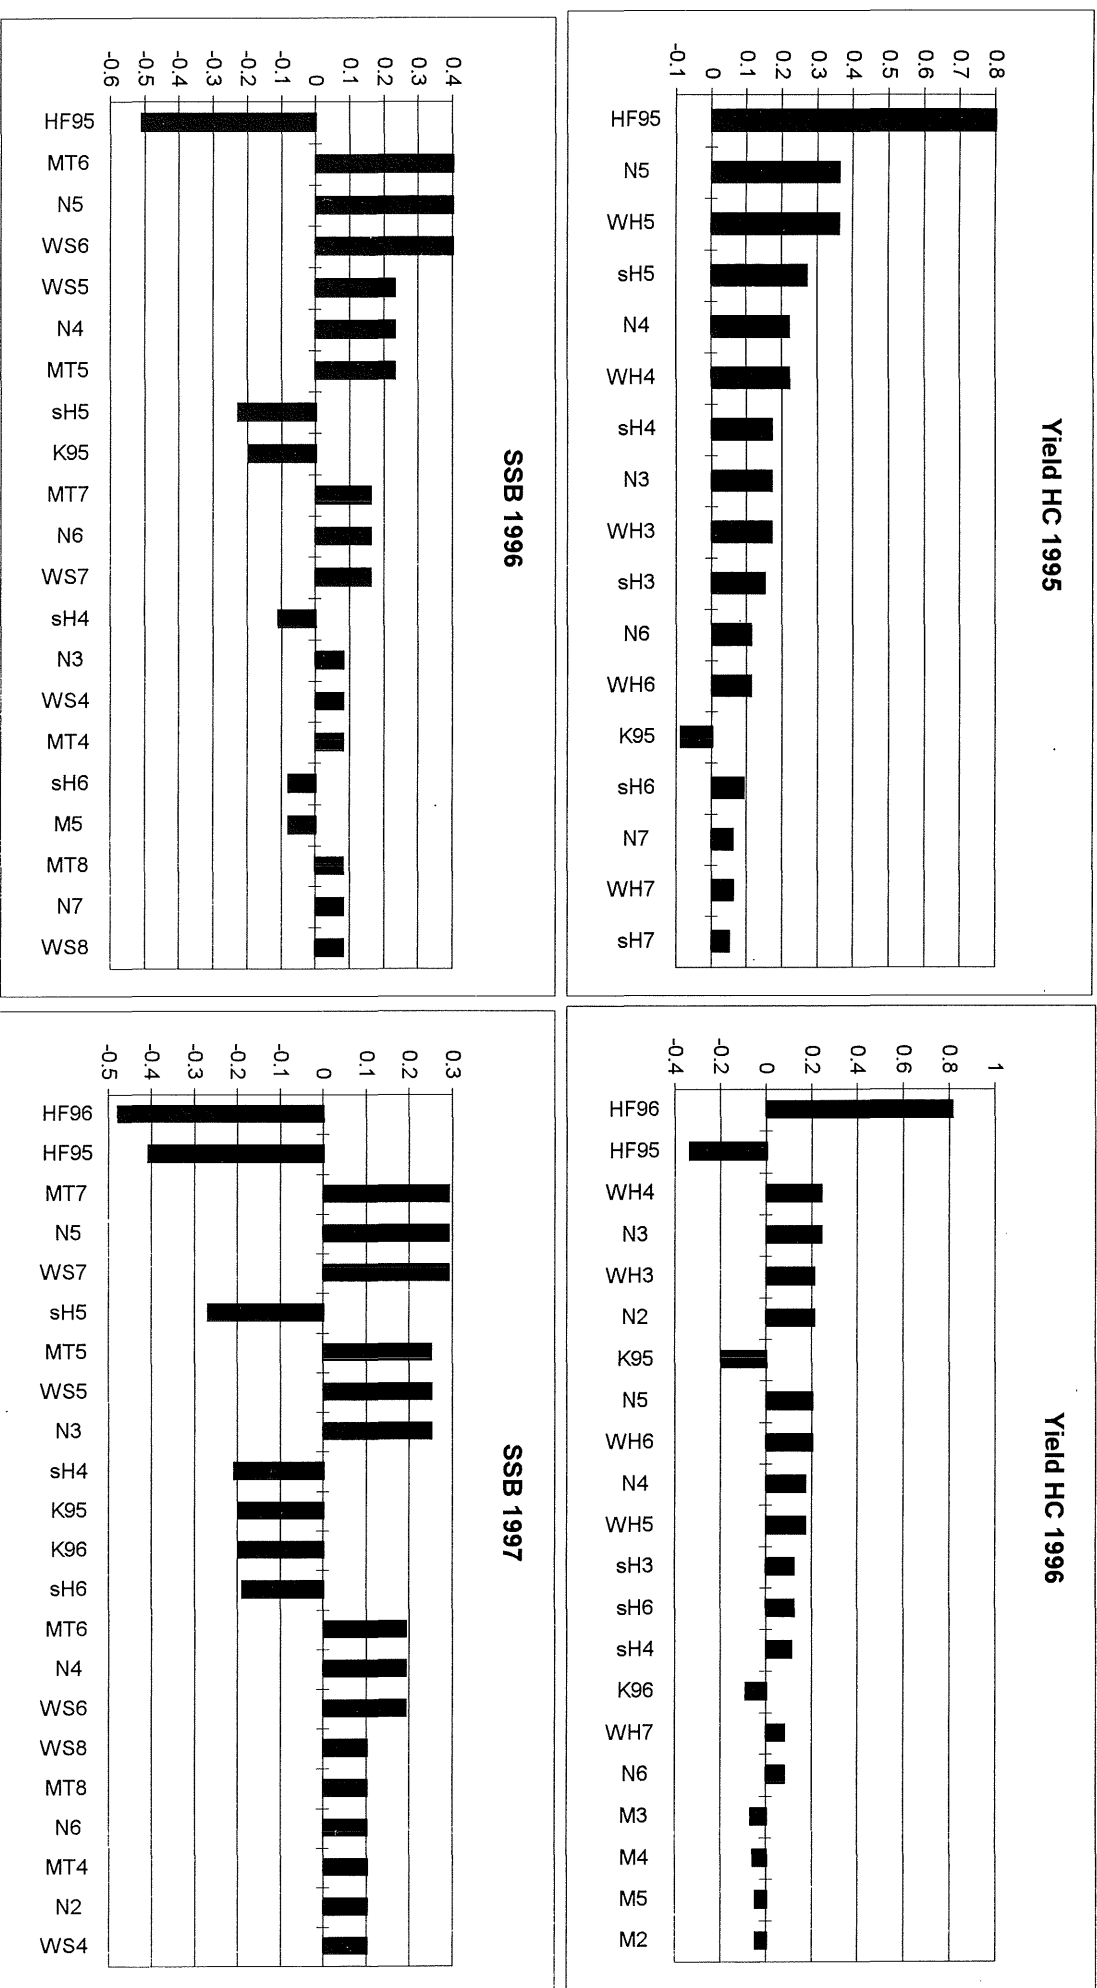 Yield HC 1995
0.8
0.7
0.6
0.5
0.4
0.3
0.2
0.1
0
-0.1
HF95
N5
WH5
sH5
N4
WH4
sH4
N3
WH3
sH3
N6
WH6
K95
sH6
N7
WH7
sH7
Yield HC 1996
1
0.8
0.6
0.4
0.2
0
-0.2
-0.4
HF96
HF95
WH4
N3
WH3
N2
K95
N5
WH6
N4
WH5
sH3
sH6
sH4
K96
WH7
N6
M3
M4
M5
M2
SSB 1996
0.4
0.3
0.2
0.1
0
-0.1
-0.2
-0.3
-0.4
-0.5
-0.6
HF95
MT6
N5
WS6
WS5
N4
MT5
sH5
K95
MT7
N6
WS7
sH4
N3
WS4
MT4
sH6
M5
MT8
N7
WS8
SSB 1997
0.3
0.2
0.1
0
-0.1
-0.2
-0.3
-0.4
-0.5
HF96
HF95
MT7
N5
WS7
sH5
MT5
WS5
N3
sH4
K95
K96
sH6
MT6
N4
WS6
WS8
MT8
N6
MT4
N2
WS4